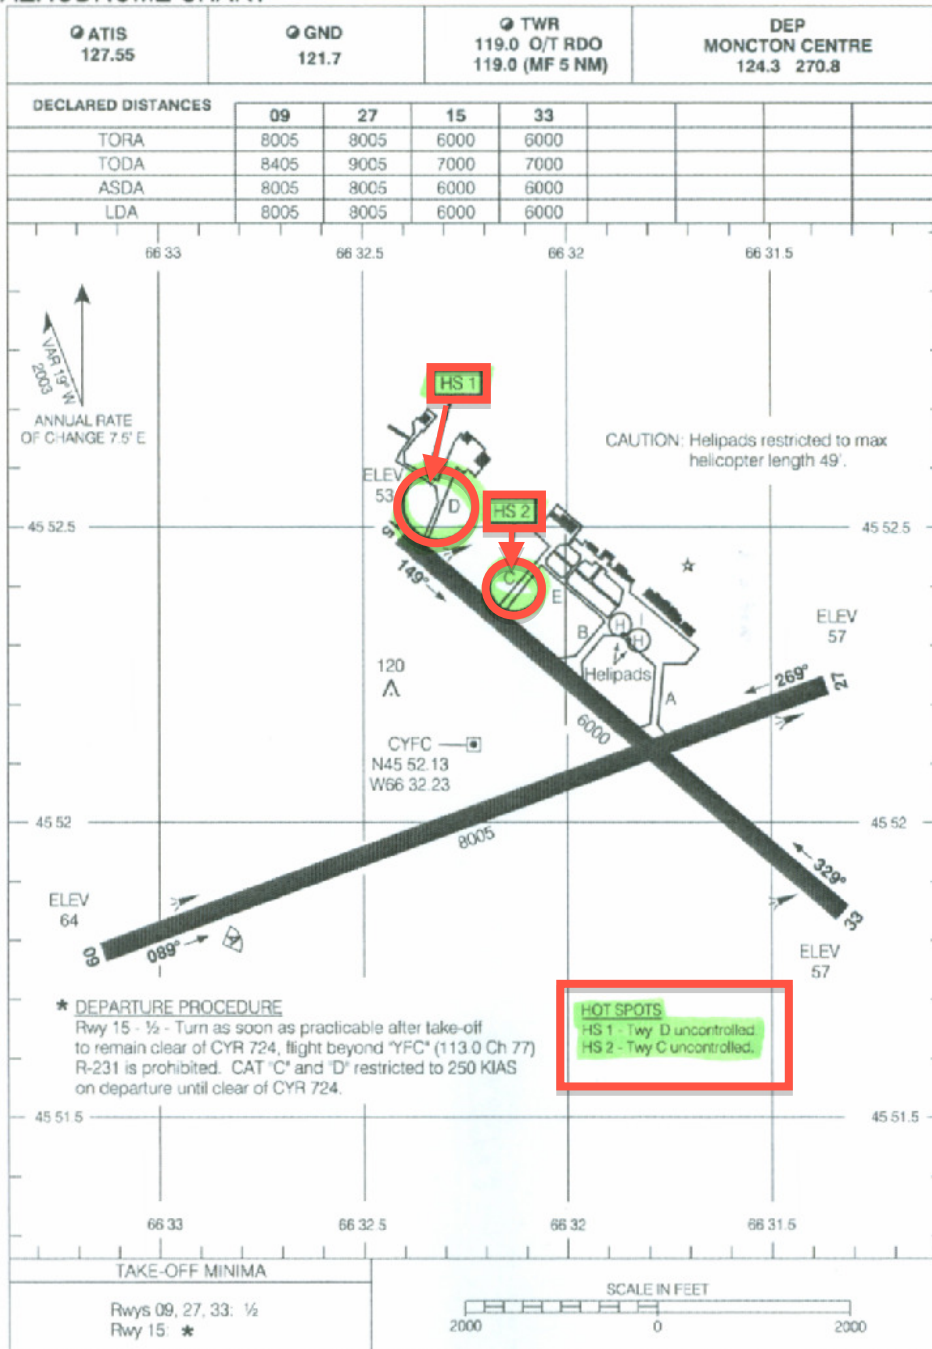 ATIS
127.55
GND
121.7
TWR
119.0 O/T RDO
119.0 (MF 5 NM)
DEP
MONCTON CENTRE
124.3 270.8
DECLARED DISTANCES 09 27 15 33
TORA 8005 8005 6000 6000
TODA 8405 9005 7000 7000
ASDA 8005 8005 6000 6000
LDA 8005 8005 6000 6000
66 33 66 32.5 66 32 66 31.5
VAR 19° W
2003
ANNUAL RATE
OF CHANGE 7.5' E
HS 1
CAUTION: Helipads restricted to max
helicopter length 49'.
ELEV
53
D
HS 2
45 52.5 45 52.5
15
149°
C
E
B
H
H
Helipads
A
ELEV
57
269°
27
120
6000
CYFC
N45 52.13
W66 32.23
45 52 45 52
8005
329°
33
ELEV
57
ELEV
64
09
089°
A
* DEPARTURE PROCEDURE
Rwy 15 - ½ - Turn as soon as practicable after take-off
to remain clear of CYR 724, flight beyond "YFC" (113.0 Ch 77)
R-231 is prohibited. CAT "C" and "D" restricted to 250 KIAS
on departure until clear of CYR 724.
HOT SPOTS
HS 1 - Twy D uncontrolled.
HS 2 - Twy C uncontrolled.
45 51.5 45 51.5
66 33 66 32.5 66 32 66 31.5
TAKE-OFF MINIMA
Rwys 09, 27, 33: ½
Rwy 15: *
SCALE IN FEET
2000 0 2000